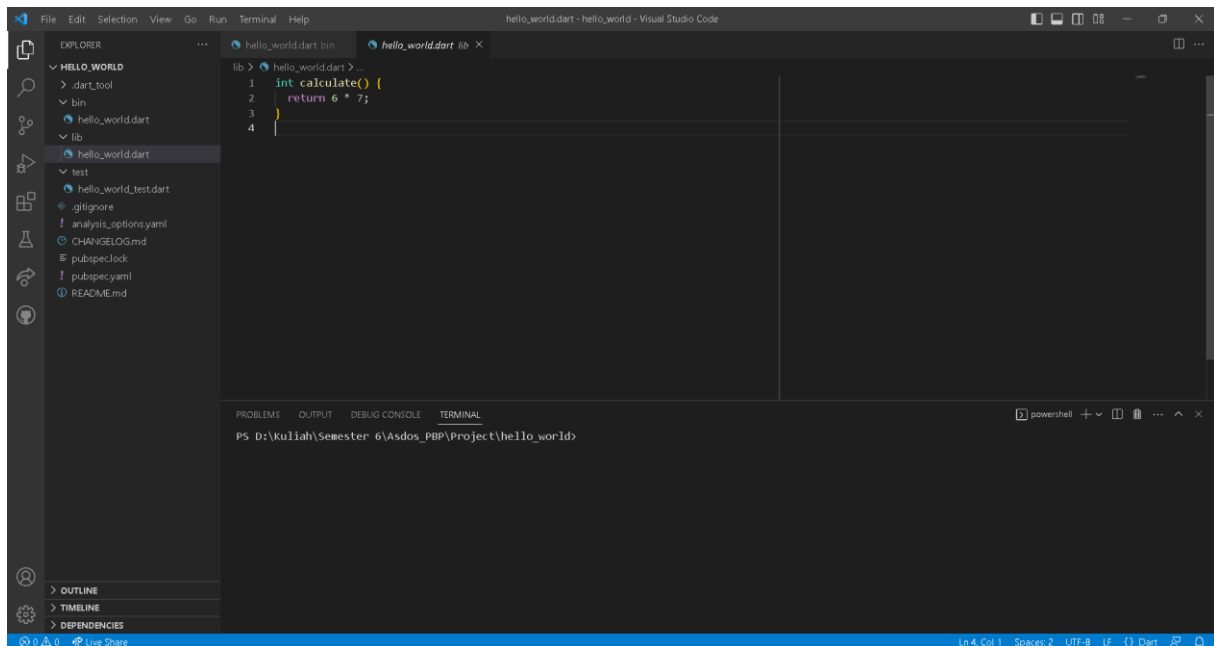 File Edit Selection View Go Run Terminal Help
hello_world.dart - hello_world - Visual Studio Code
EXPLORER
HELLO_WORLD
.dart_tool
bin
hello_world.dart
lib
hello_world.dart
test
hello_world_test.dart
.gitignore
analysis_options.yaml
CHANGELOG.md
pubspec.lock
pubspec.yaml
README.md
OUTLINE
TIMELINE
DEPENDENCIES
hello_world.dart bin
hello_world.dart lib
lib > hello_world.dart > ...
1 int calculate() {
2 return 6 * 7;
3 }
4
PROBLEMS OUTPUT DEBUG CONSOLE TERMINAL
powershell
PS D:\Kuliah\Semester 6\Asdos_PBP\Project\hello_world>
0 0 Live Share
Ln 4, Col 1 Spaces: 2 UTF-8 LF {} Dart